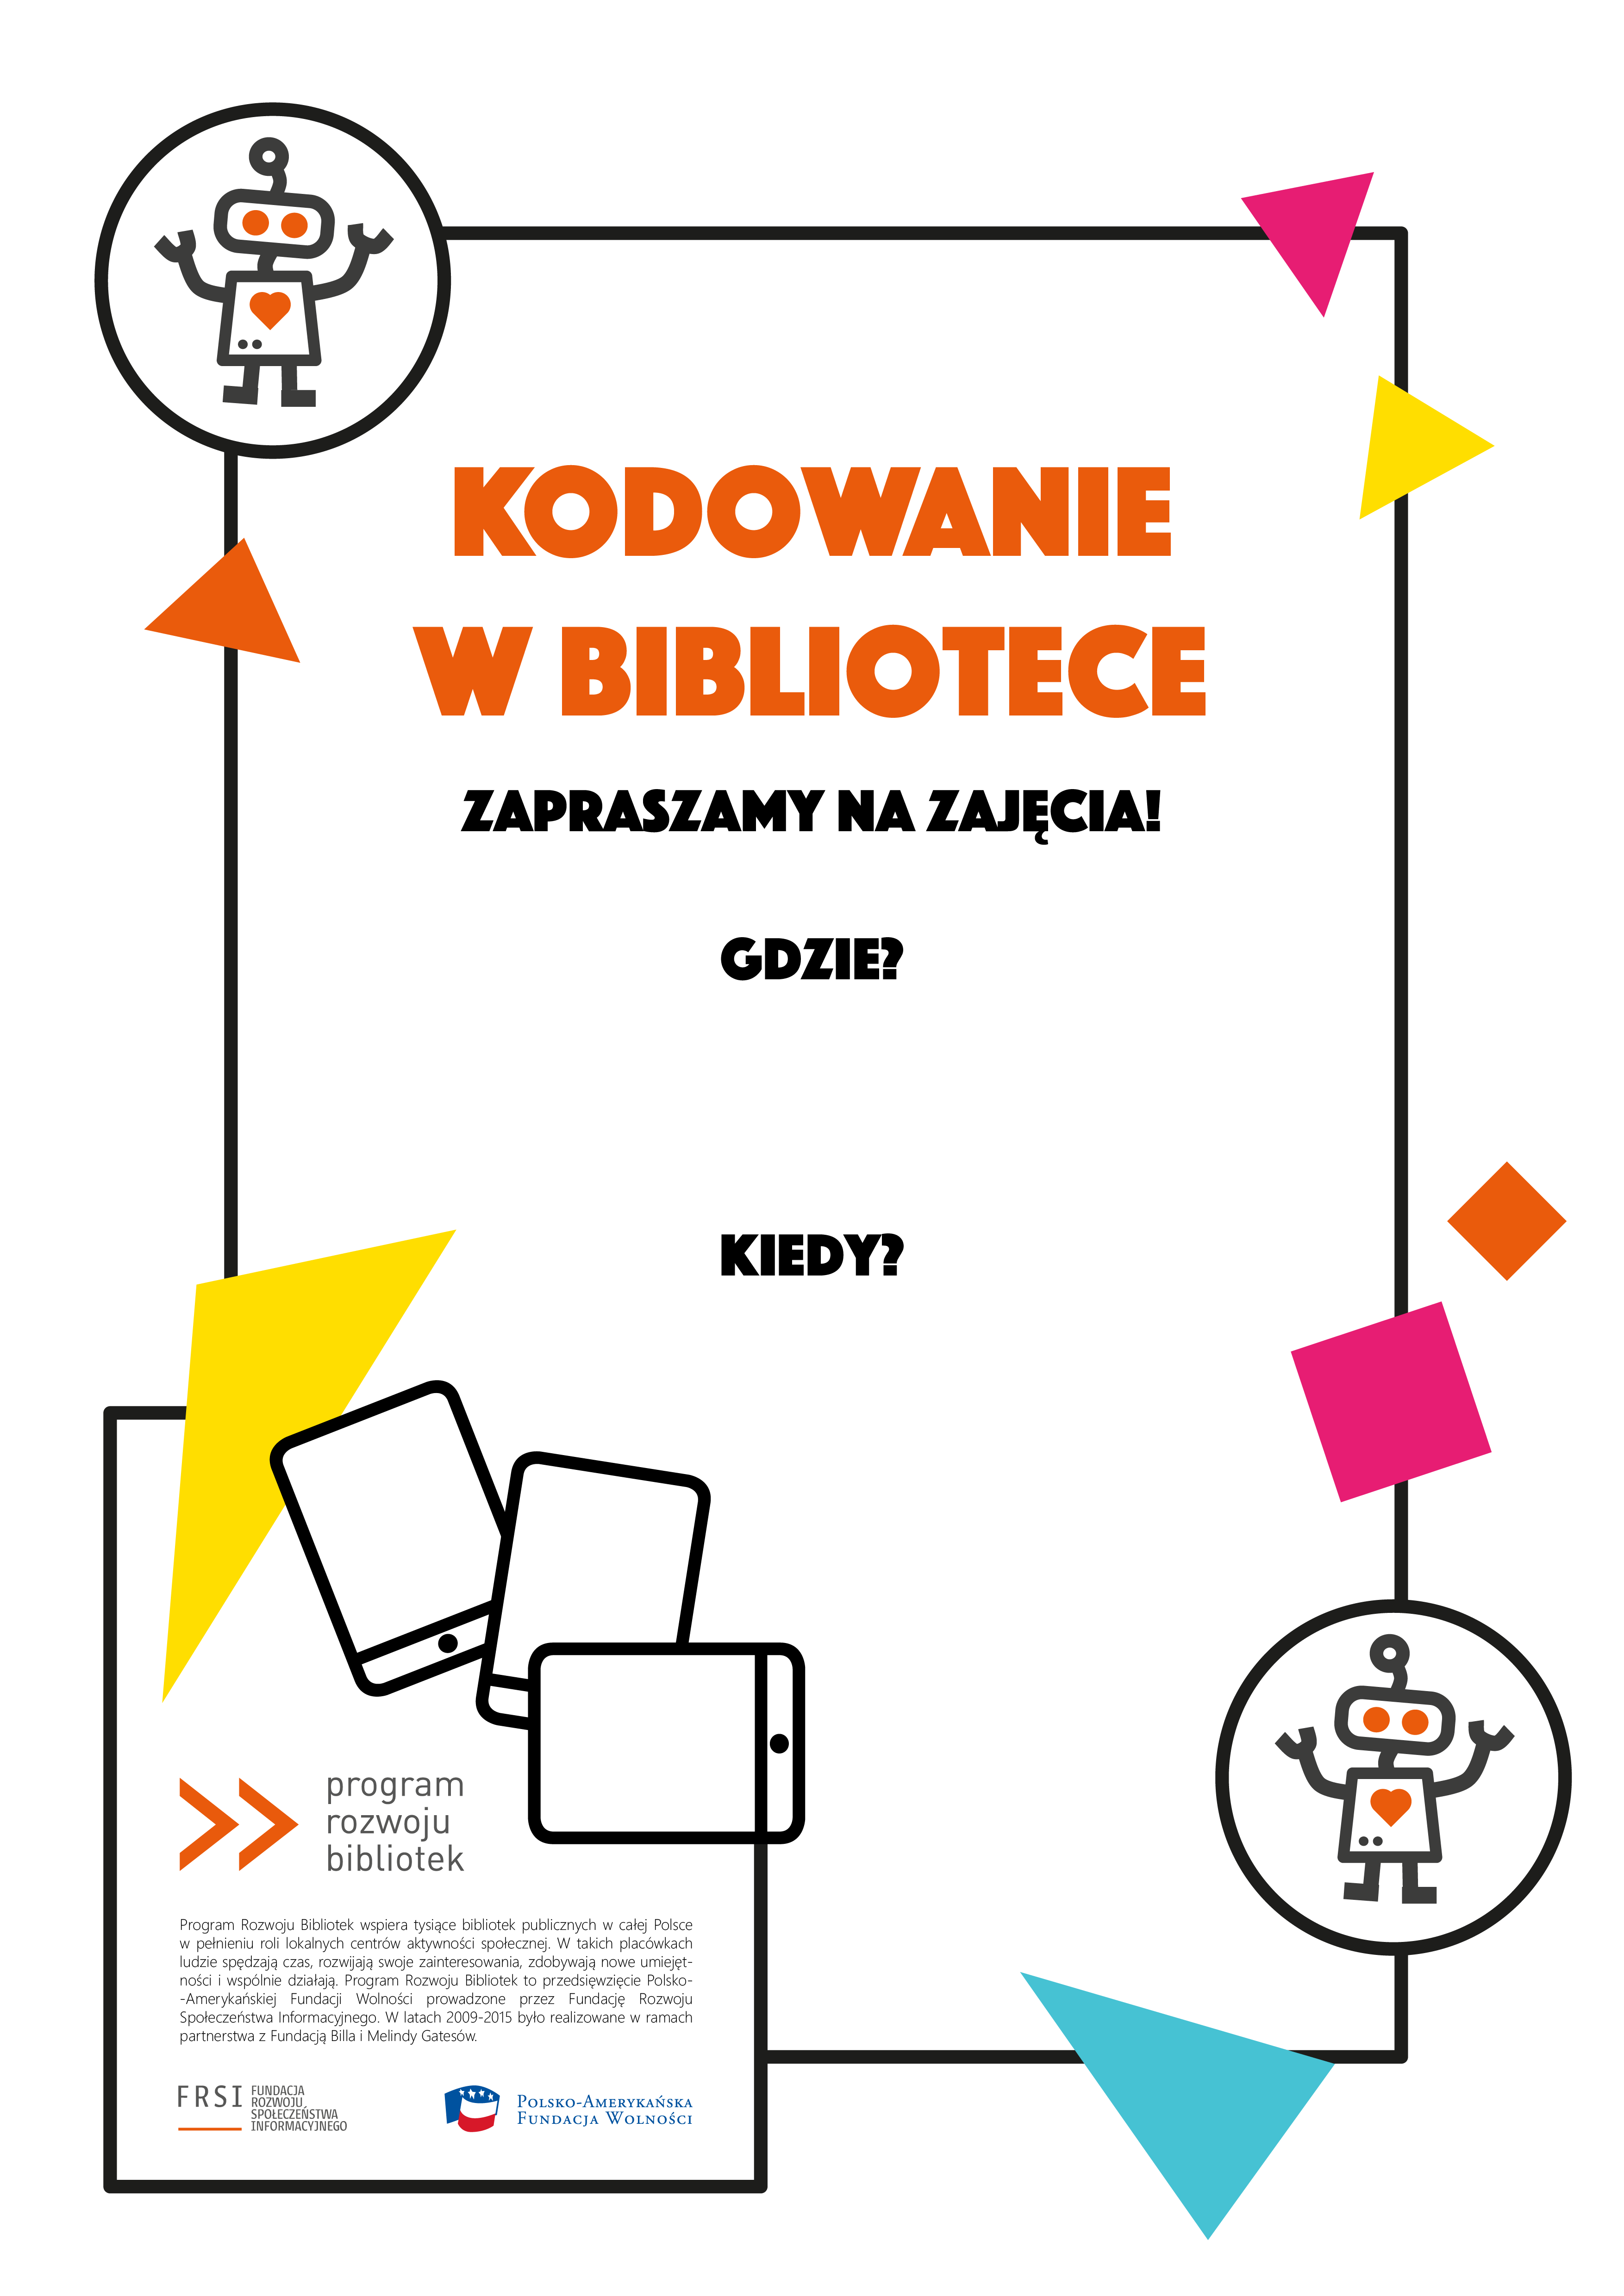 KODOWANIE
W BIBLIOTECE
ZAPRASZAMY NA ZAJĘCIA!
GDZIE?
KIEDY?
program
rozwoju
bibliotek
Program Rozwoju Bibliotek wspiera tysiące bibliotek publicznych w całej Polsce
w pełnieniu roli lokalnych centrów aktywności społecznej. W takich placówkach
ludzie spędzają czas, rozwijają swoje zainteresowania, zdobywają nowe umiejęt-
ności i wspólnie działają. Program Rozwoju Bibliotek to przedsięwzięcie Polsko-
-Amerykańskiej Fundacji Wolności prowadzone przez Fundację Rozwoju
Społeczeństwa Informacyjnego. W latach 2009-2015 było realizowane w ramach
partnerstwa z Fundacją Billa i Melindy Gatesów.
FRSI
FUNDACJA
ROZWOJU
SPOŁECZEŃSTWA
INFORMACYJNEGO
POLSKO-AMERYKAŃSKA
FUNDACJA WOLNOŚCI